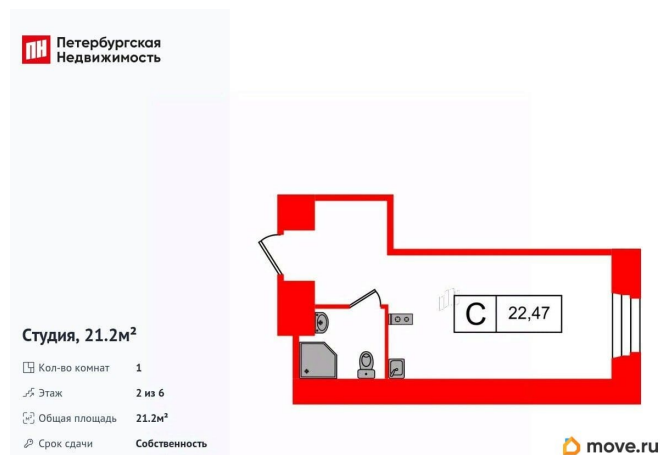 ПН Петербургская
Недвижимость
Студия, 21.2м²
Кол-во комнат 1
Этаж 2 из 6
Общая площадь 21.2м²
Срок сдачи Собственность
С 22,47
move.ru